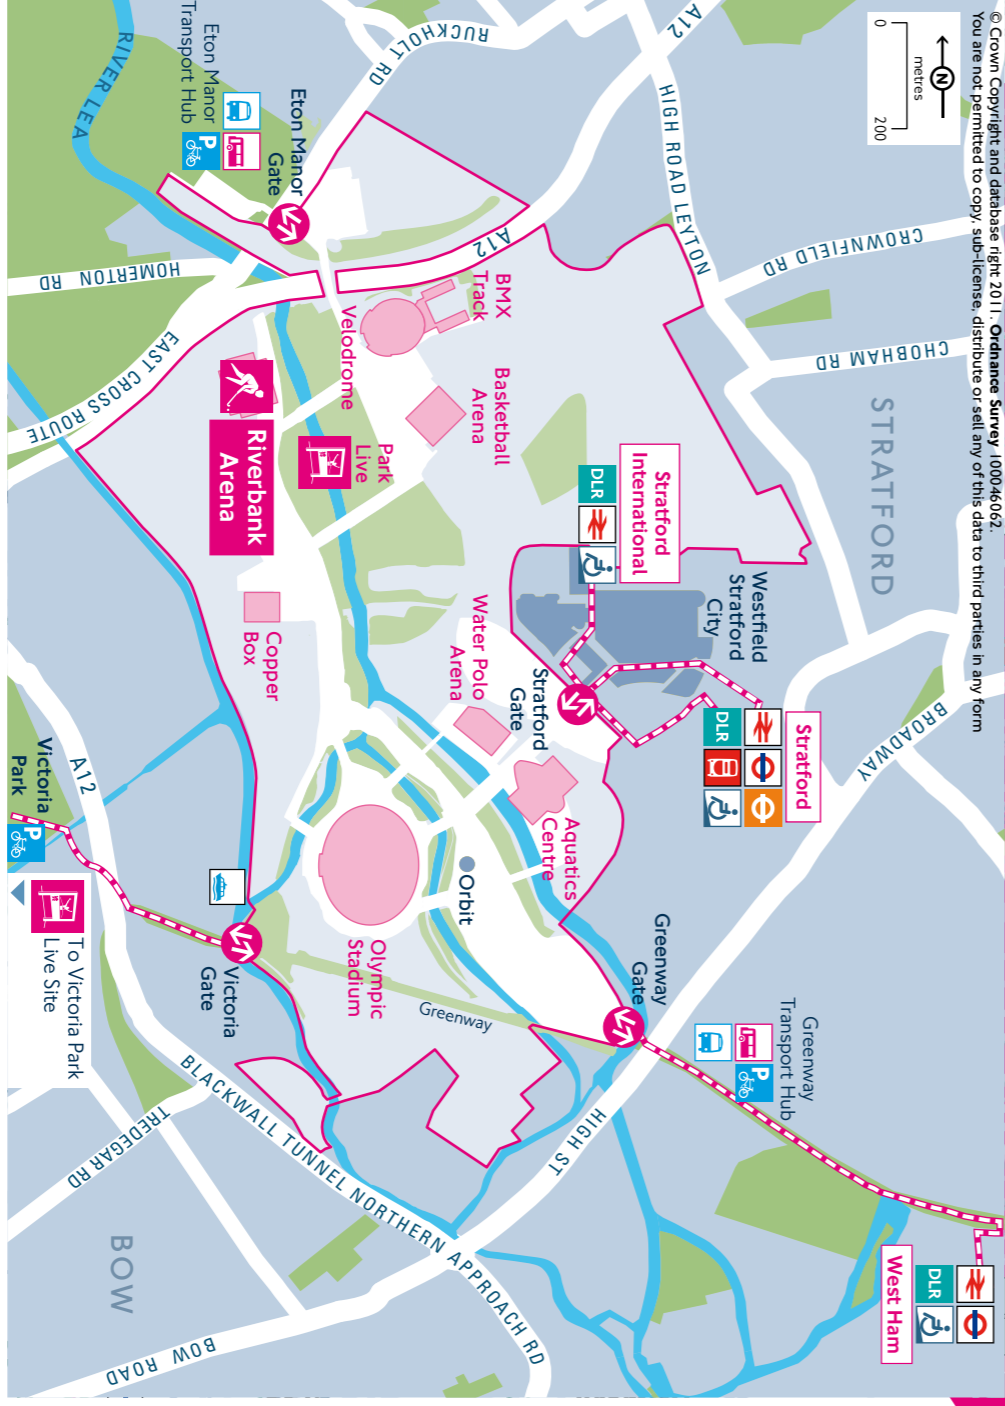 © Crown Copyright and database right 2011. Ordnance Survey 100046062.
You are not permitted to copy, sub-license, distribute or sell any of this data to third parties in any form
N
metres
0
200
A12
RUCKHOLT RD
HIGH ROAD LEYTON
CROWNFIELD RD
CHOBHAM RD
STRATFORD
BROADWAY
RIVER LEA
Eton Manor
Transport Hub
P
Eton Manor
Gate
A12
HOMERTON RD
EAST CROSS ROUTE
BMX
Track
Velodrome
Basketball
Arena
Park
Live
Riverbank
Arena
Copper
Box
Stratford
International
DLR
Westfield
Stratford
City
Stratford
DLR
Stratford
Gate
Water Polo
Arena
Aquatics
Centre
Orbit
Olympic
Stadium
Greenway
Greenway
Gate
Greenway
Transport Hub
P
HIGH ST
West Ham
DLR
A12
Victoria
Park
P
To Victoria Park
Live Site
Victoria
Gate
BLACKWALL TUNNEL NORTHERN APPROACH RD
TREDEGAR RD
BOW
BOW ROAD